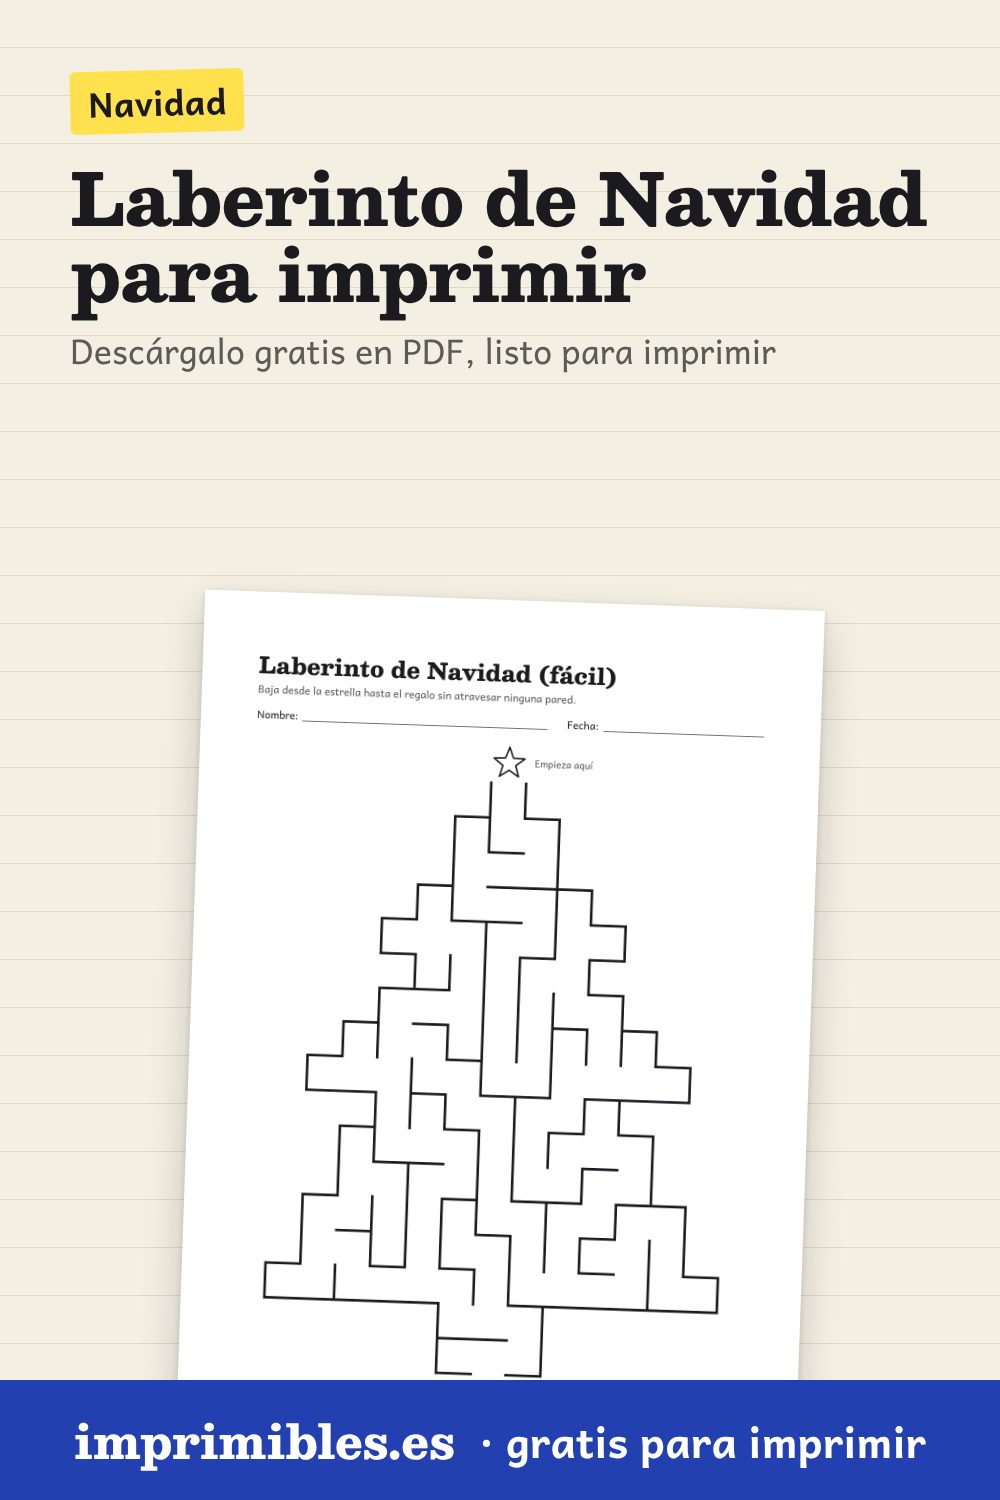 Navidad
Laberinto de Navidad
para imprimir
Descárgalo gratis en PDF, listo para imprimir
Laberinto de Navidad (fácil)
Baja desde la estrella hasta el regalo sin atravesar ninguna pared.
Nombre: Fecha:
Empieza aquí
imprimibles.es · gratis para imprimir